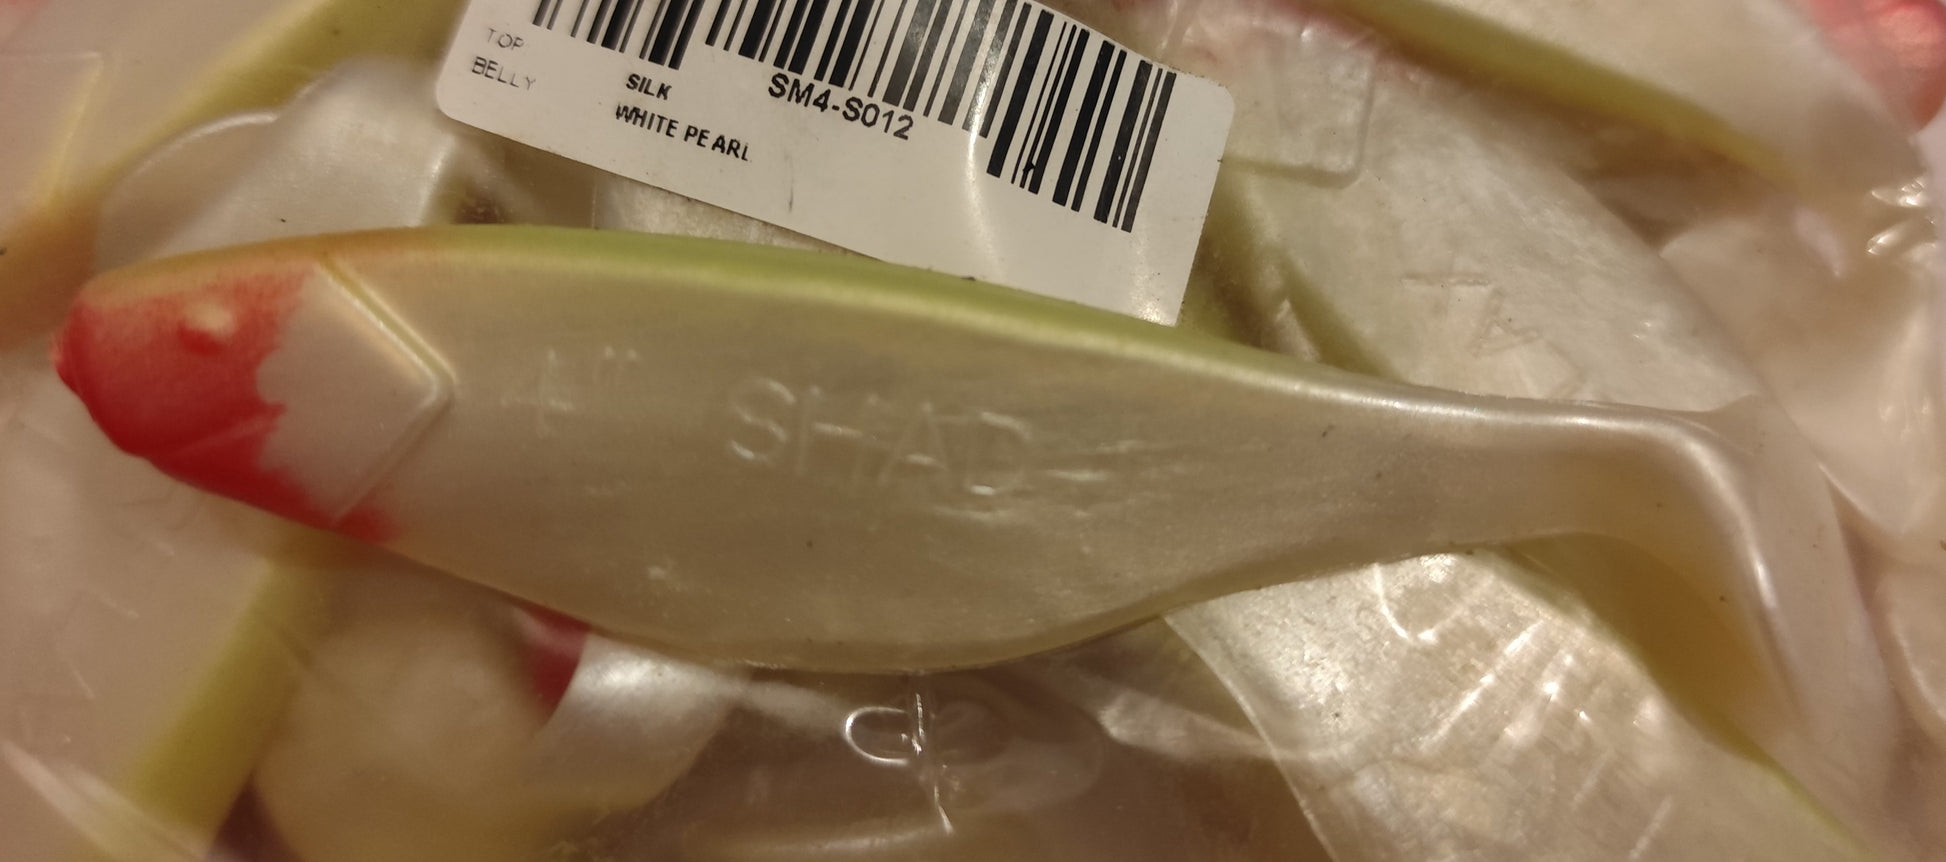 TOP
BELLY
SILK
WHITE PEARL
SM4-S012
4" SHAD